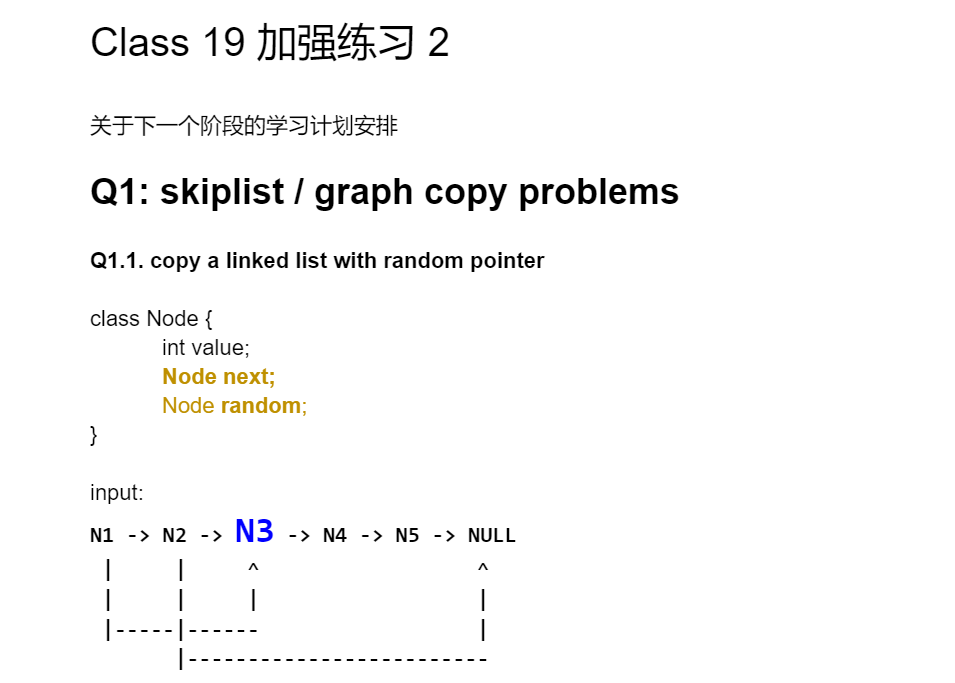 Class 19 加强练习 2
关于下一个阶段的学习计划安排
Q1: skiplist / graph copy problems
Q1.1. copy a linked list with random pointer
class Node {
int value;
Node next;
Node random;
}
input:
N1 -> N2 -> N3 -> N4 -> N5 -> NULL
 |     |     ^                  ^
 |     |     |                  |
 |-----|------                  |
       |-------------------------